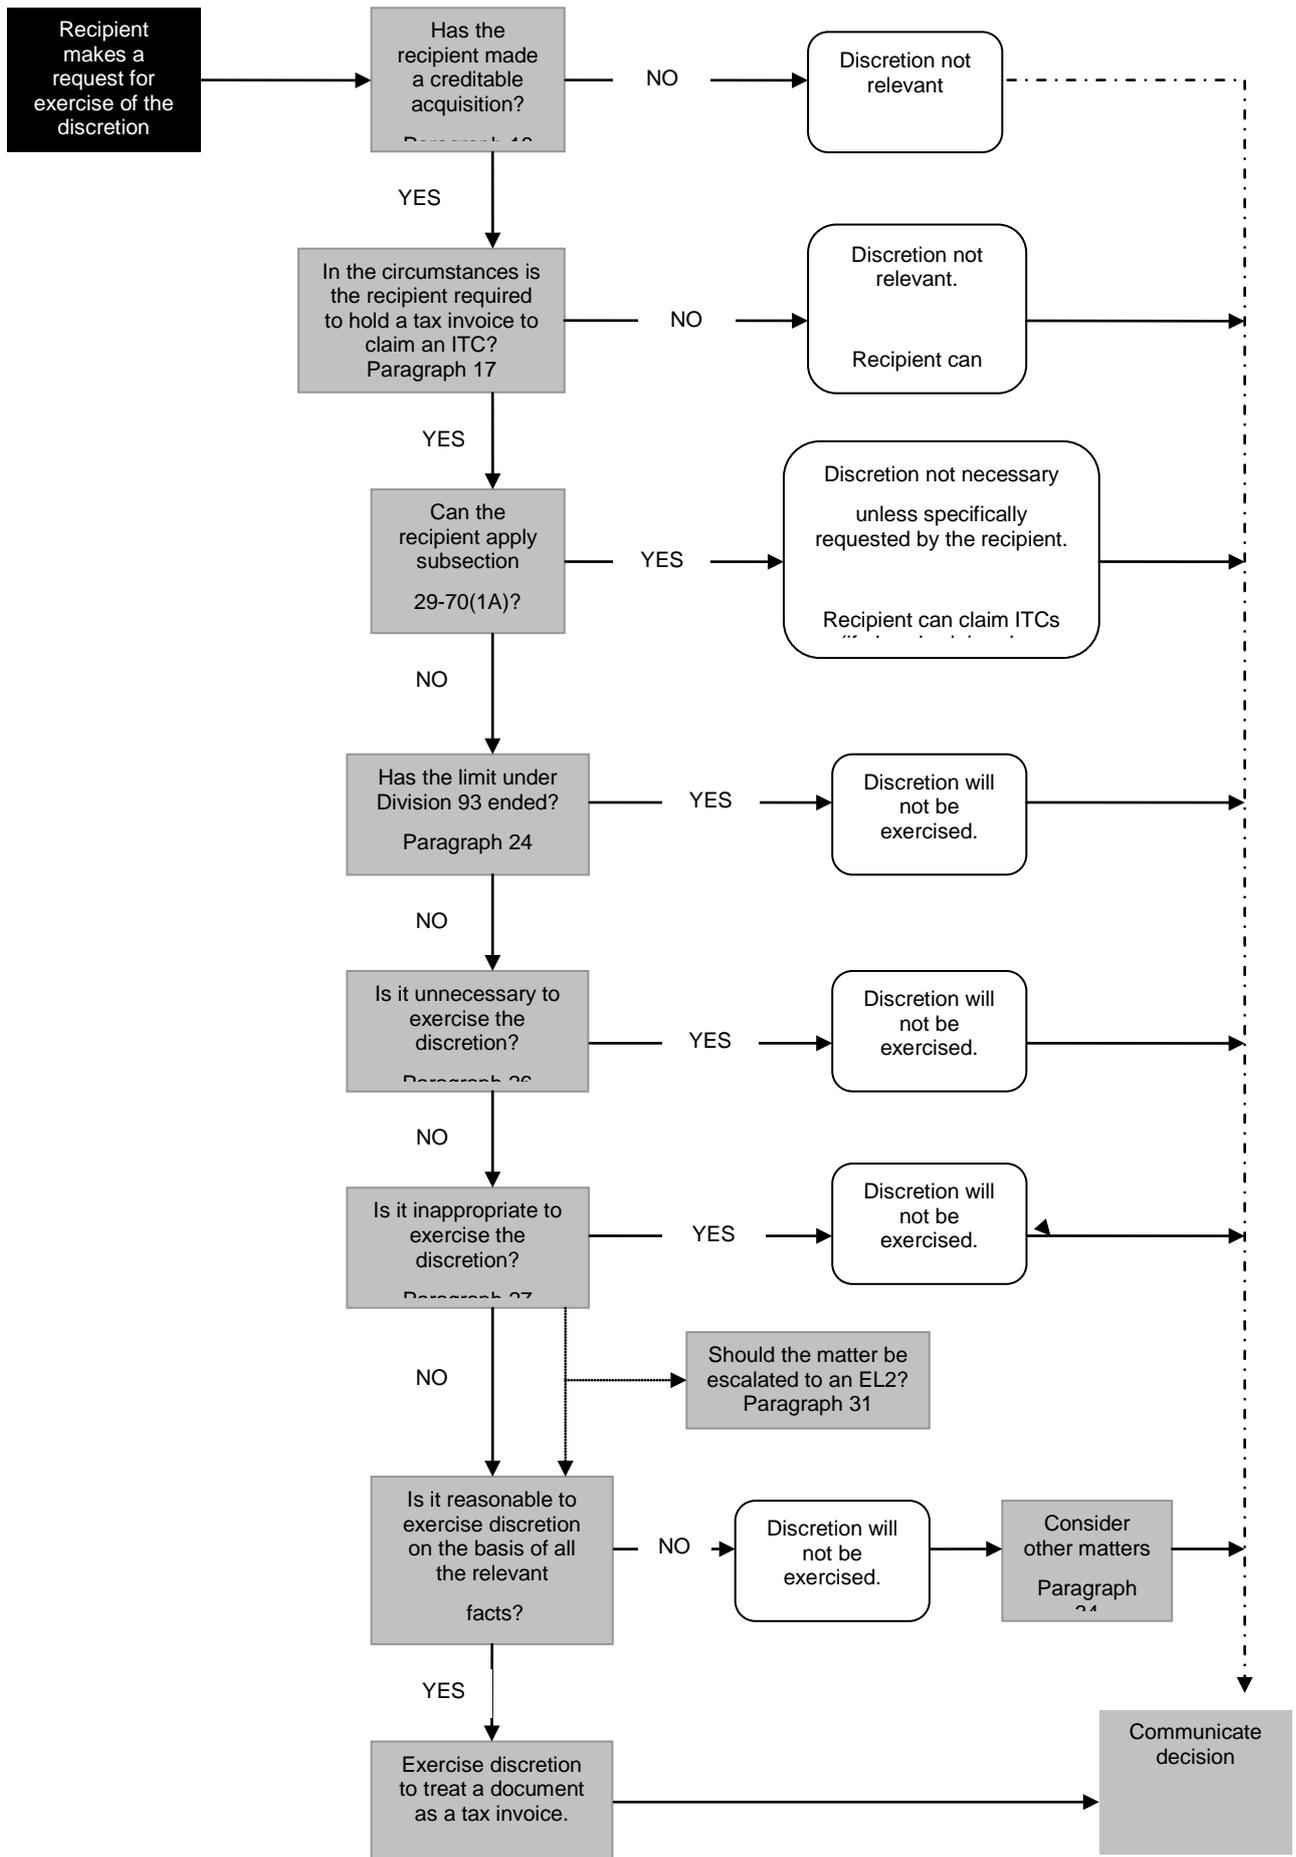 Recipient
makes a
request for
exercise of the
discretion
Has the
recipient made
a creditable
acquisition?
NO
Discretion not
relevant
YES
In the circumstances is
the recipient required
to hold a tax invoice to
claim an ITC?
Paragraph 17
NO
Discretion not
relevant.
Recipient can
YES
Can the
recipient apply
subsection
29-70(1A)?
YES
Discretion not necessary
unless specifically
requested by the recipient.
Recipient can claim ITCs
NO
Has the limit under
Division 93 ended?
Paragraph 24
YES
Discretion will
not be
exercised.
NO
Is it unnecessary to
exercise the
discretion?
Paragraph 26
YES
Discretion will
not be
exercised.
NO
Is it inappropriate to
exercise the
discretion?
Paragraph 27
YES
Discretion will
not be
exercised.
NO
Should the matter be
escalated to an EL2?
Paragraph 31
Is it reasonable to
exercise discretion
on the basis of all
the relevant
facts?
NO
Discretion will
not be
exercised.
Consider
other matters
Paragraph
YES
Exercise discretion
to treat a document
as a tax invoice.
Communicate
decision